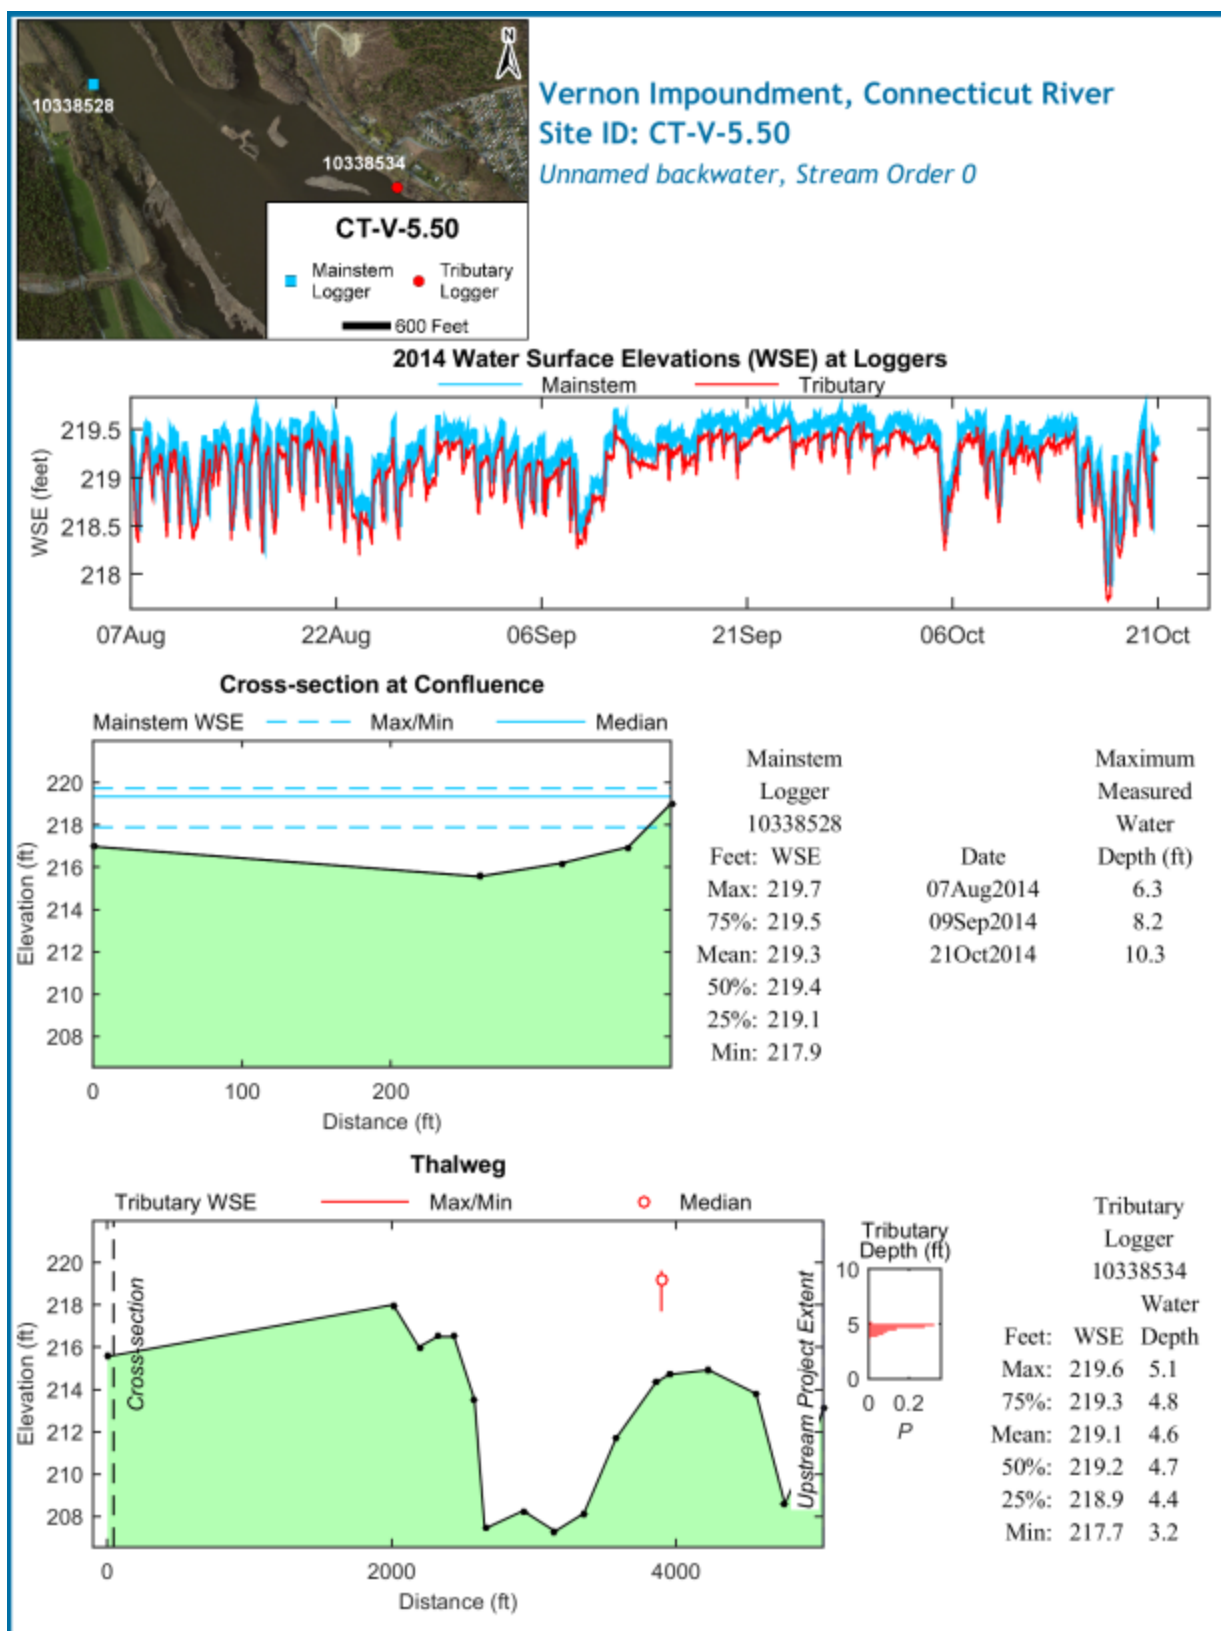 N
10338528
10338534
CT-V-5.50
Mainstem Logger
Tributary Logger
600 Feet
Vernon Impoundment, Connecticut River
Site ID: CT-V-5.50
Unnamed backwater, Stream Order 0
2014 Water Surface Elevations (WSE) at Loggers
Mainstem Tributary
WSE (feet)
219.5
219
218.5
218
07Aug 22Aug 06Sep 21Sep 06Oct 21Oct
Cross-section at Confluence
Mainstem WSE Max/Min Median
Elevation (ft)
220
218
216
214
212
210
208
0 100 200
Distance (ft)
Mainstem
Logger
10338528
Feet: WSE
Max: 219.7
75%: 219.5
Mean: 219.3
50%: 219.4
25%: 219.1
Min: 217.9
Maximum
Measured
Water
Date Depth (ft)
07Aug2014 6.3
09Sep2014 8.2
21Oct2014 10.3
Thalweg
Tributary WSE Max/Min Median
Elevation (ft)
220
218
216
214
212
210
208
Cross-section
Upstream Project Extent
0 2000 4000
Distance (ft)
Tributary
Depth (ft)
10
5
0
0 0.2
P
Tributary
Logger
10338534
Water
Feet: WSE Depth
Max: 219.6 5.1
75%: 219.3 4.8
Mean: 219.1 4.6
50%: 219.2 4.7
25%: 218.9 4.4
Min: 217.7 3.2